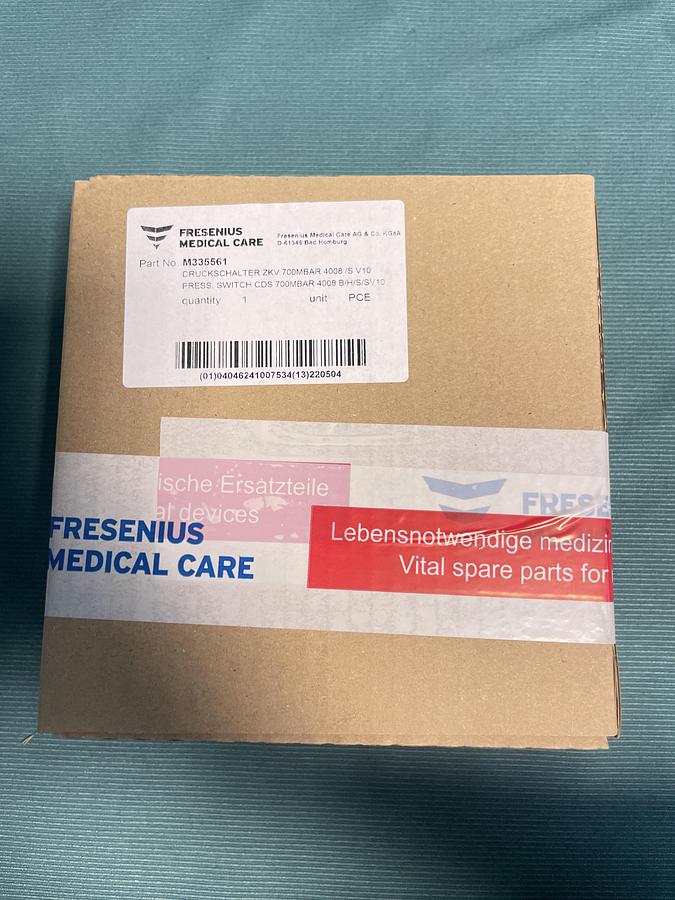 FRESENIUS
MEDICAL CARE
Fresenius Medical Care AG & Co. KGaA
D-61346 Bad Homburg
Part No. M335561
DRUCKSCHALTER ZKV 700MBAR 4008 /S V10
PRESS. SWITCH CDS 700MBAR 4008 B/H/S/SV10
quantity 1 unit PCE
(01)04046241007534(13)220504
ische Ersatzteile
al devices
FRESE
FRESENIUS
MEDICAL CARE
Lebensnotwendige medizin
Vital spare parts for